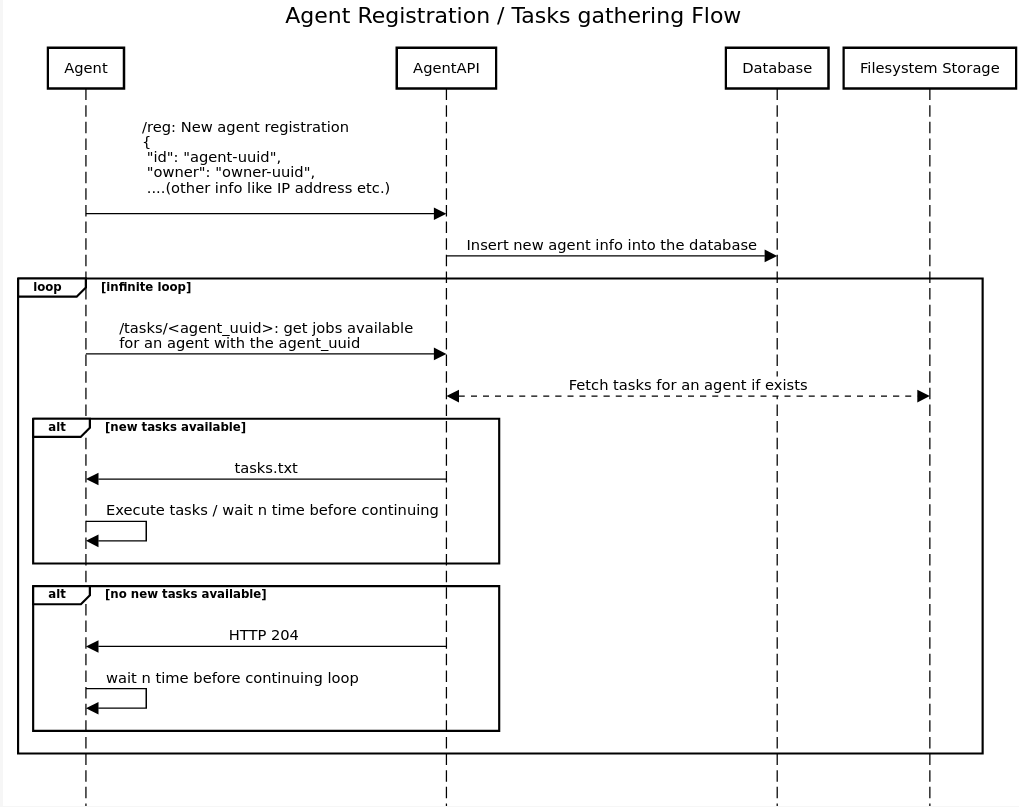 Agent Registration / Tasks gathering Flow
Agent
AgentAPI
Database
Filesystem Storage
/reg: New agent registration
{
"id": "agent-uuid",
"owner": "owner-uuid",
....(other info like IP address etc.)
Insert new agent info into the database
loop
[infinite loop]
/tasks/<agent_uuid>: get jobs available
for an agent with the agent_uuid
Fetch tasks for an agent if exists
alt
[new tasks available]
tasks.txt
Execute tasks / wait n time before continuing
alt
[no new tasks available]
HTTP 204
wait n time before continuing loop